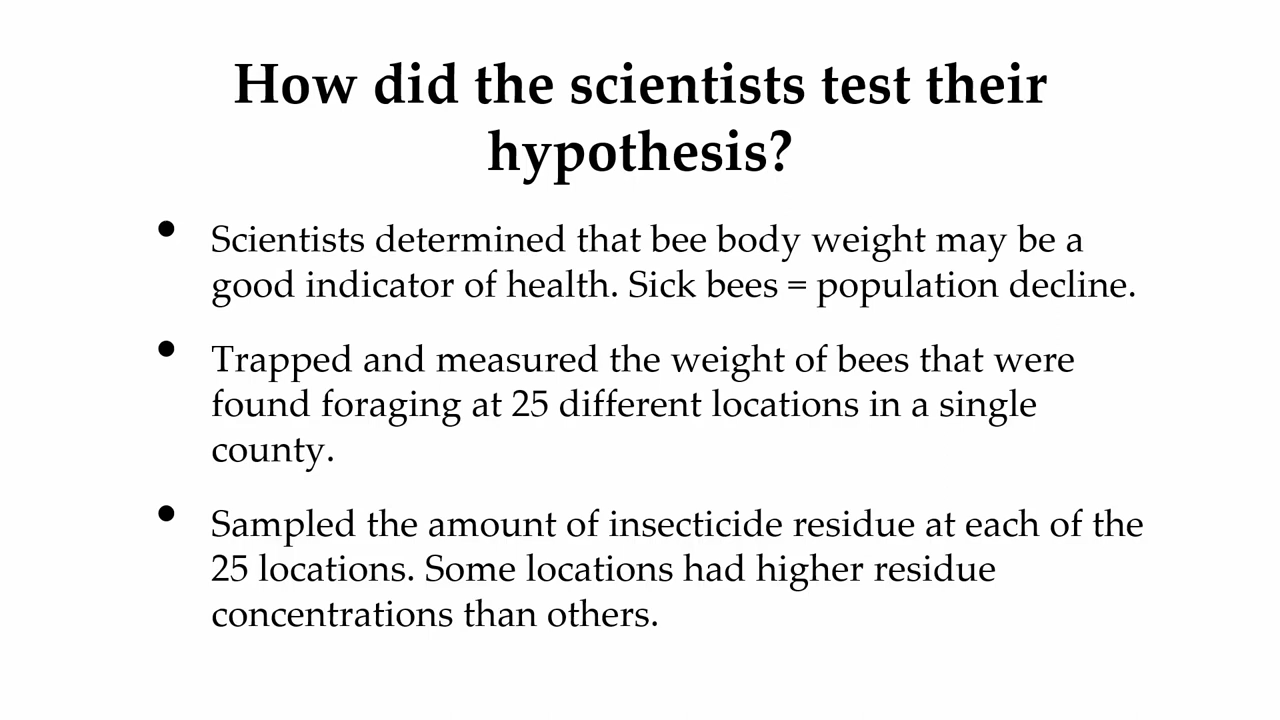 How did the scientists test their
hypothesis?
• Scientists determined that bee body weight may be a
good indicator of health. Sick bees = population decline.
• Trapped and measured the weight of bees that were
found foraging at 25 different locations in a single
county.
• Sampled the amount of insecticide residue at each of the
25 locations. Some locations had higher residue
concentrations than others.